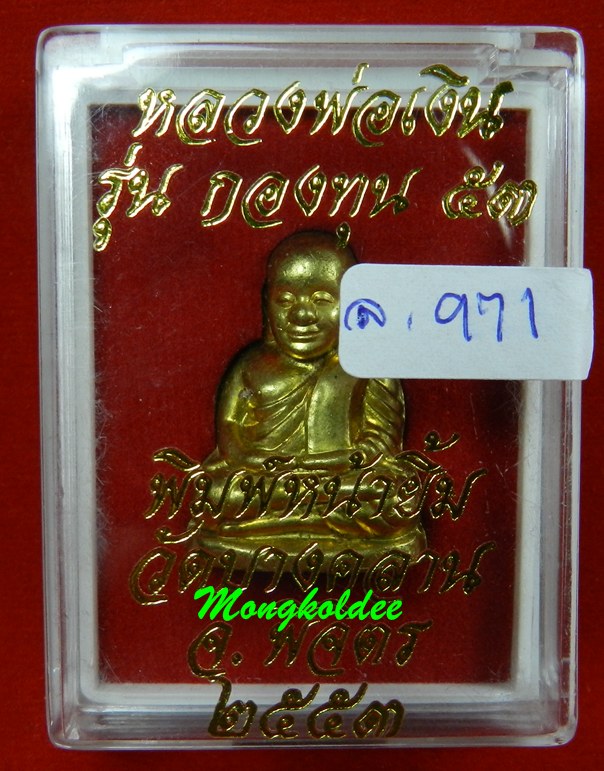 หลวงพ่อเงิน
รุ่น กองทุน ๕๓
ล. 971
พิมพ์หน้ายิ้ม
วัดบางคลาน
Mongkoldee
จ. พิจิตร
๒๕๕๓